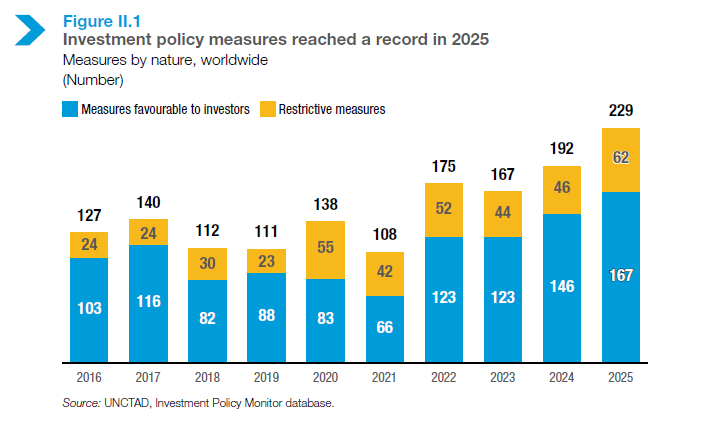 Figure II.1
Investment policy measures reached a record in 2025
Measures by nature, worldwide
(Number)
Measures favourable to investors Restrictive measures
229
62
192
175 46
167
52
140 138 44
127
24 55
112 111 108
24
30 23 42
167
146
123 123
116
103
88
82 83
66
2016 2017 2018 2019 2020 2021 2022 2023 2024 2025
Source: UNCTAD, Investment Policy Monitor database.